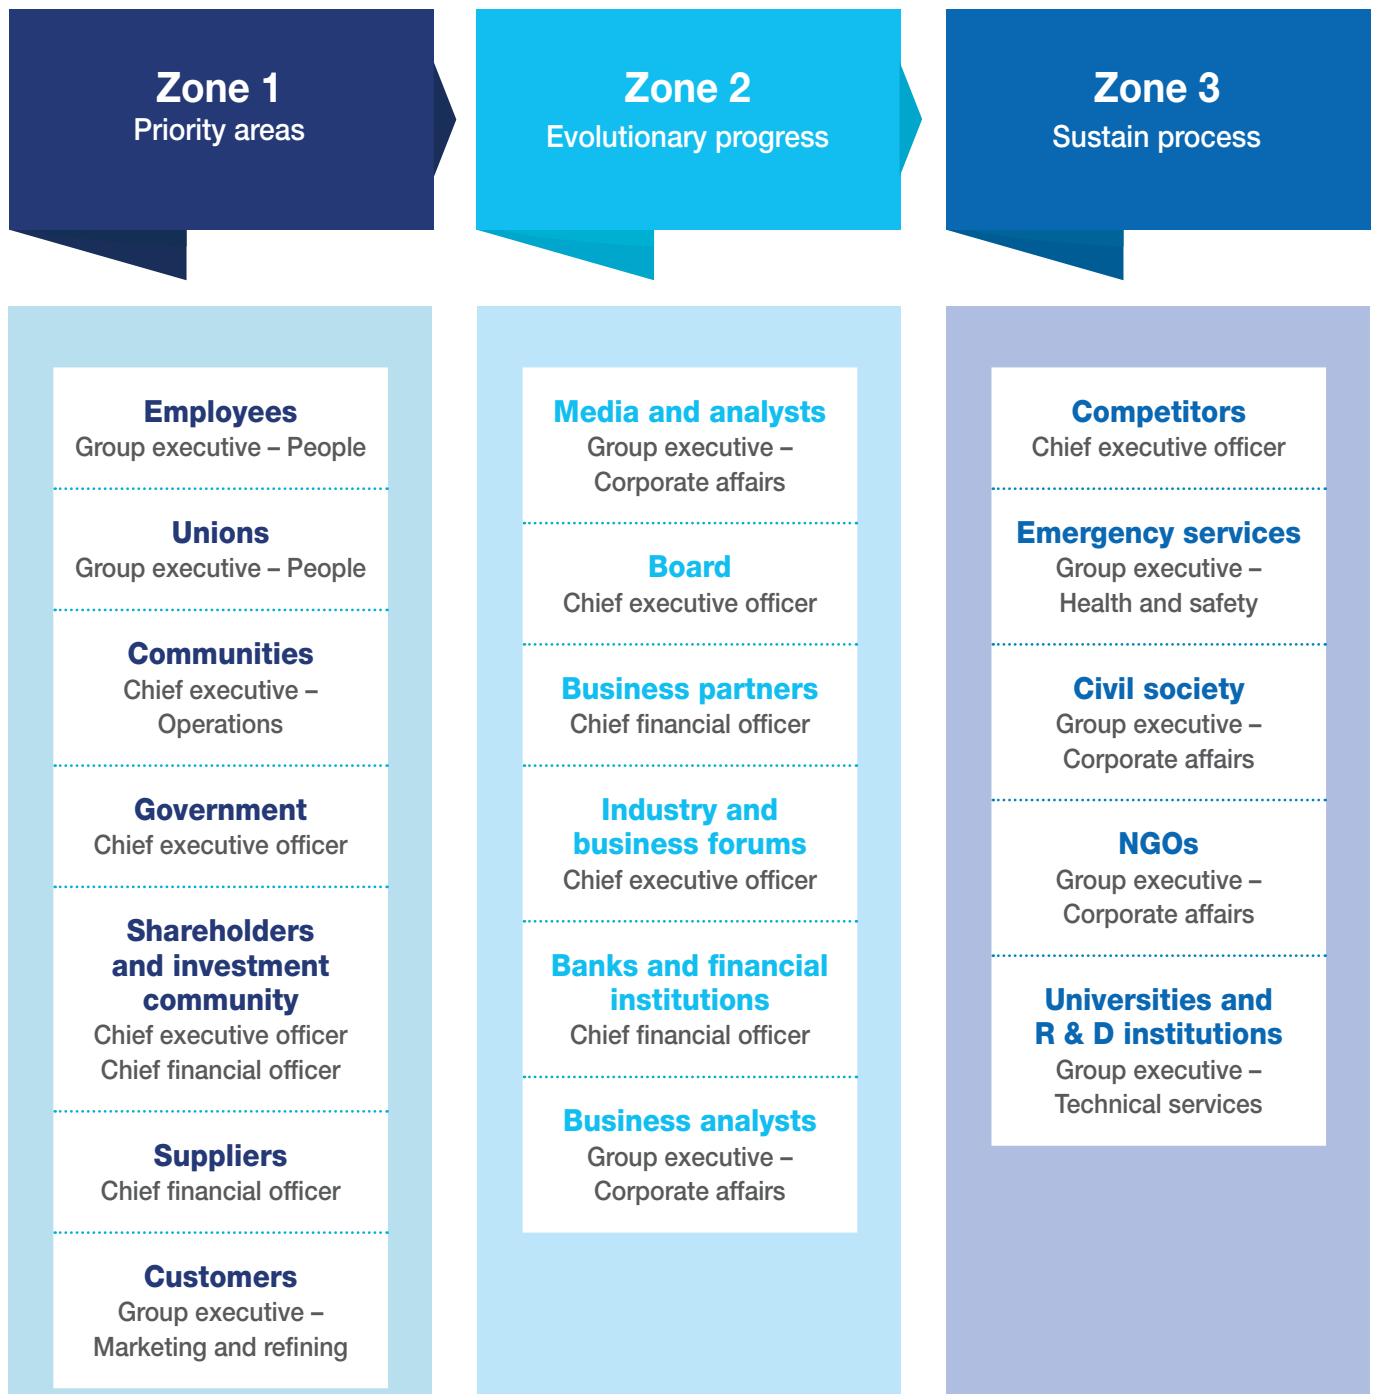 Zone 1
Priority areas
Employees
Group executive – People
Unions
Group executive – People
Communities
Chief executive –
Operations
Government
Chief executive officer
Shareholders
and investment
community
Chief executive officer
Chief financial officer
Suppliers
Chief financial officer
Customers
Group executive –
Marketing and refining
Zone 2
Evolutionary progress
Media and analysts
Group executive –
Corporate affairs
Board
Chief executive officer
Business partners
Chief financial officer
Industry and
business forums
Chief executive officer
Banks and financial
institutions
Chief financial officer
Business analysts
Group executive –
Corporate affairs
Zone 3
Sustain process
Competitors
Chief executive officer
Emergency services
Group executive –
Health and safety
Civil society
Group executive –
Corporate affairs
NGOs
Group executive –
Corporate affairs
Universities and
R & D institutions
Group executive –
Technical services